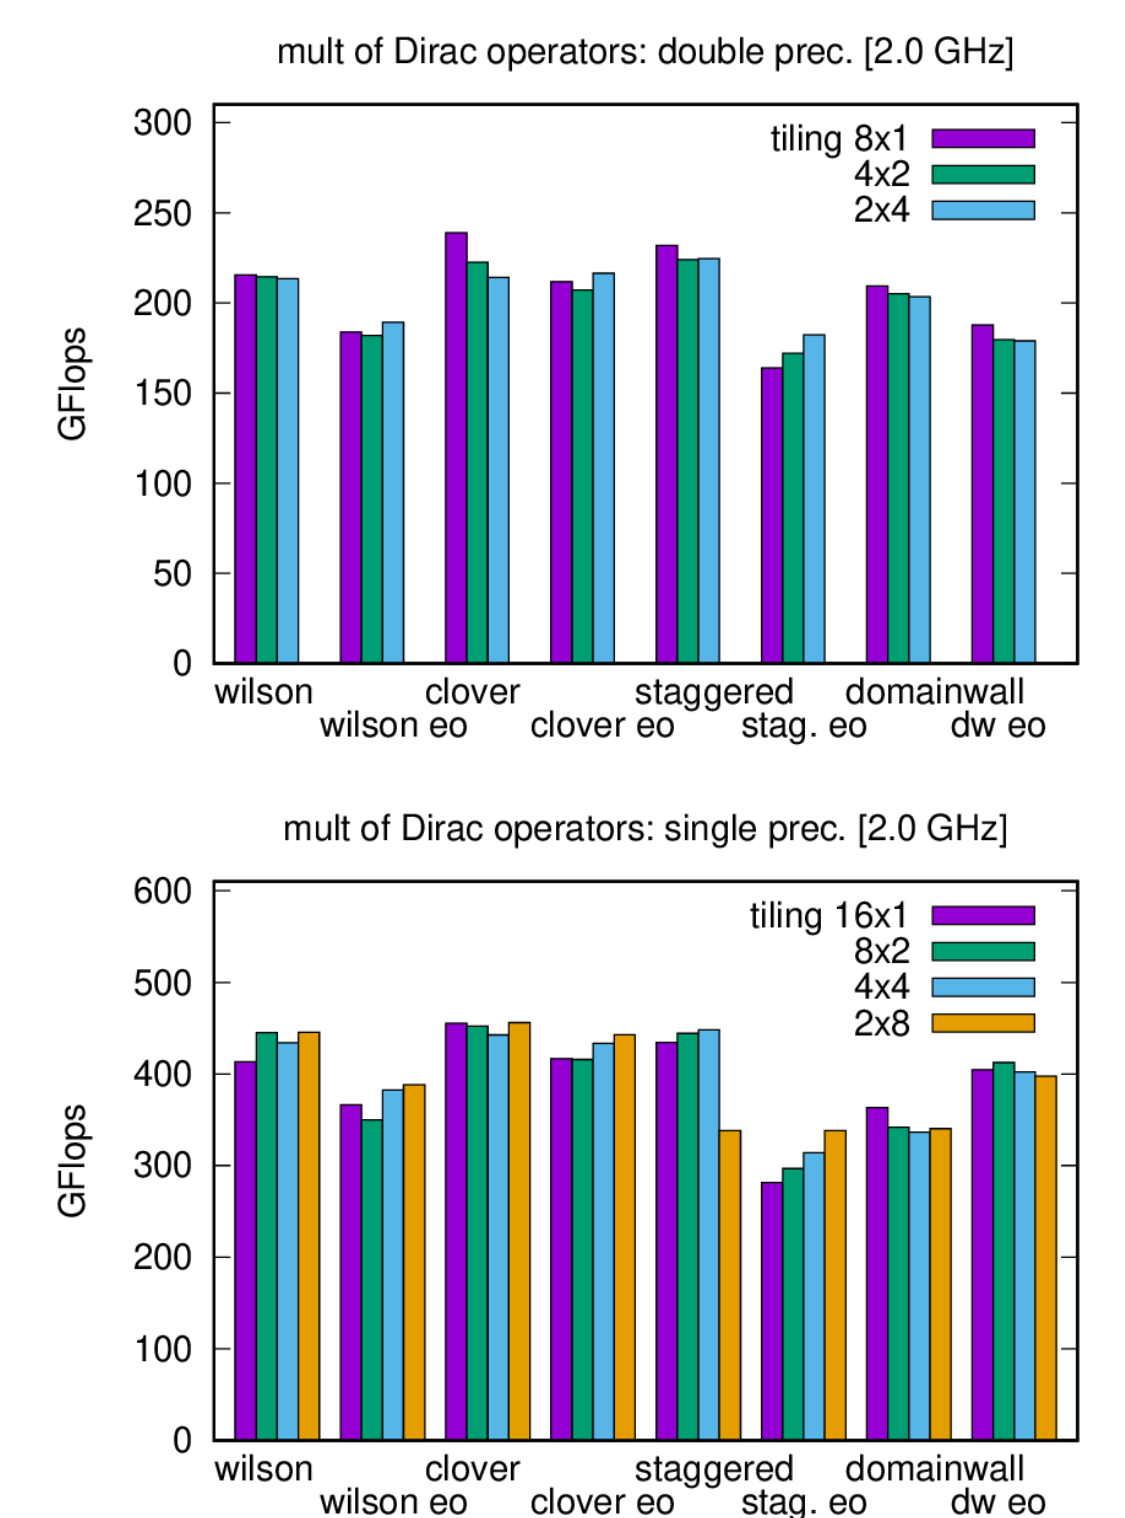 mult of Dirac operators: double prec. [2.0 GHz]
300
250
200
150
100
50
0
GFlops
tiling 8x1
4x2
2x4
wilson
clover
staggered
domainwall
wilson eo
clover eo
stag. eo
dw eo
mult of Dirac operators: single prec. [2.0 GHz]
600
500
400
300
200
100
0
GFlops
tiling 16x1
8x2
4x4
2x8
wilson
clover
staggered
domainwall
wilson eo
clover eo
stag. eo
dw eo